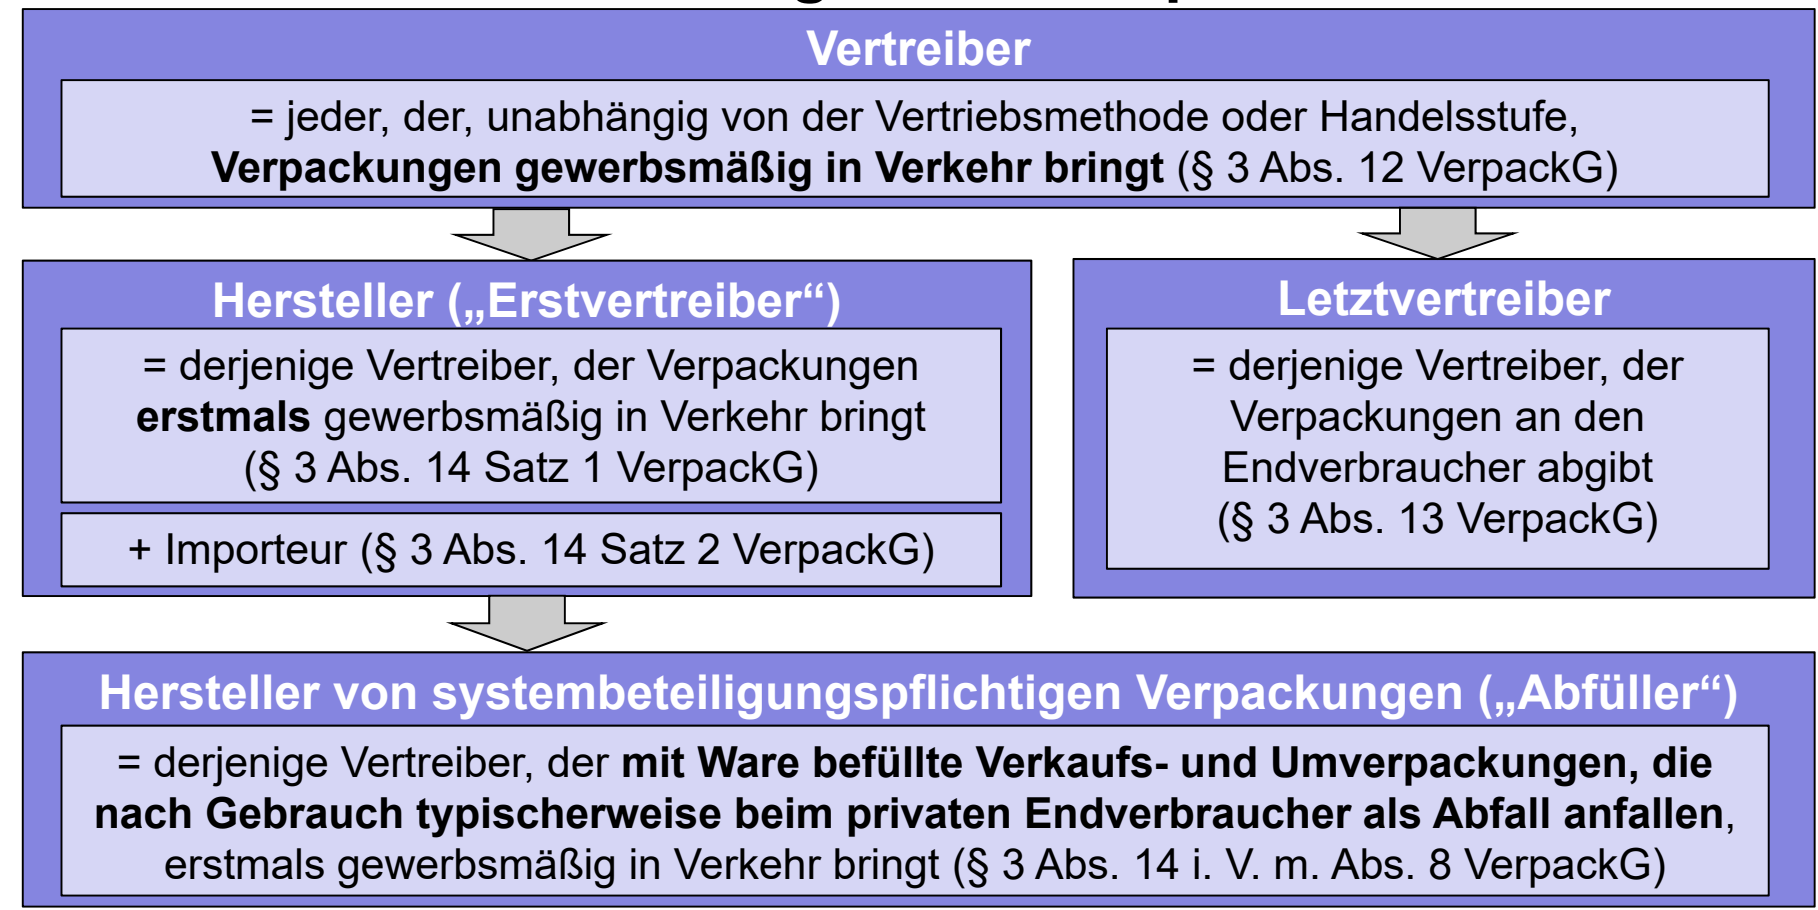 Vertreiber
= jeder, der, unabhängig von der Vertriebsmethode oder Handelsstufe,
Verpackungen gewerbsmäßig in Verkehr bringt (§ 3 Abs. 12 VerpackG)
Hersteller („Erstvertreiber“)
= derjenige Vertreiber, der Verpackungen
erstmals gewerbsmäßig in Verkehr bringt
(§ 3 Abs. 14 Satz 1 VerpackG)
+ Importeur (§ 3 Abs. 14 Satz 2 VerpackG)
Letztvertreiber
= derjenige Vertreiber, der
Verpackungen an den
Endverbraucher abgibt
(§ 3 Abs. 13 VerpackG)
Hersteller von systembeteiligungspflichtigen Verpackungen („Abfüller“)
= derjenige Vertreiber, der mit Ware befüllte Verkaufs- und Umverpackungen, die
nach Gebrauch typischerweise beim privaten Endverbraucher als Abfall anfallen,
erstmals gewerbsmäßig in Verkehr bringt (§ 3 Abs. 14 i. V. m. Abs. 8 VerpackG)